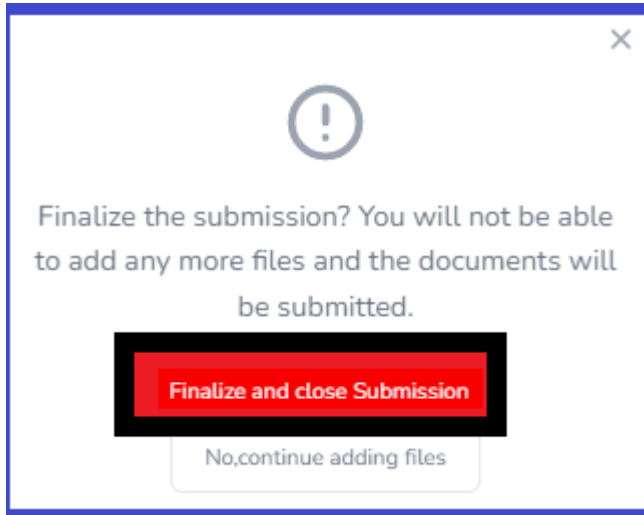 Finalize the submission? You will not be able
to add any more files and the documents will
be submitted.
Finalize and close Submission
No,continue adding files